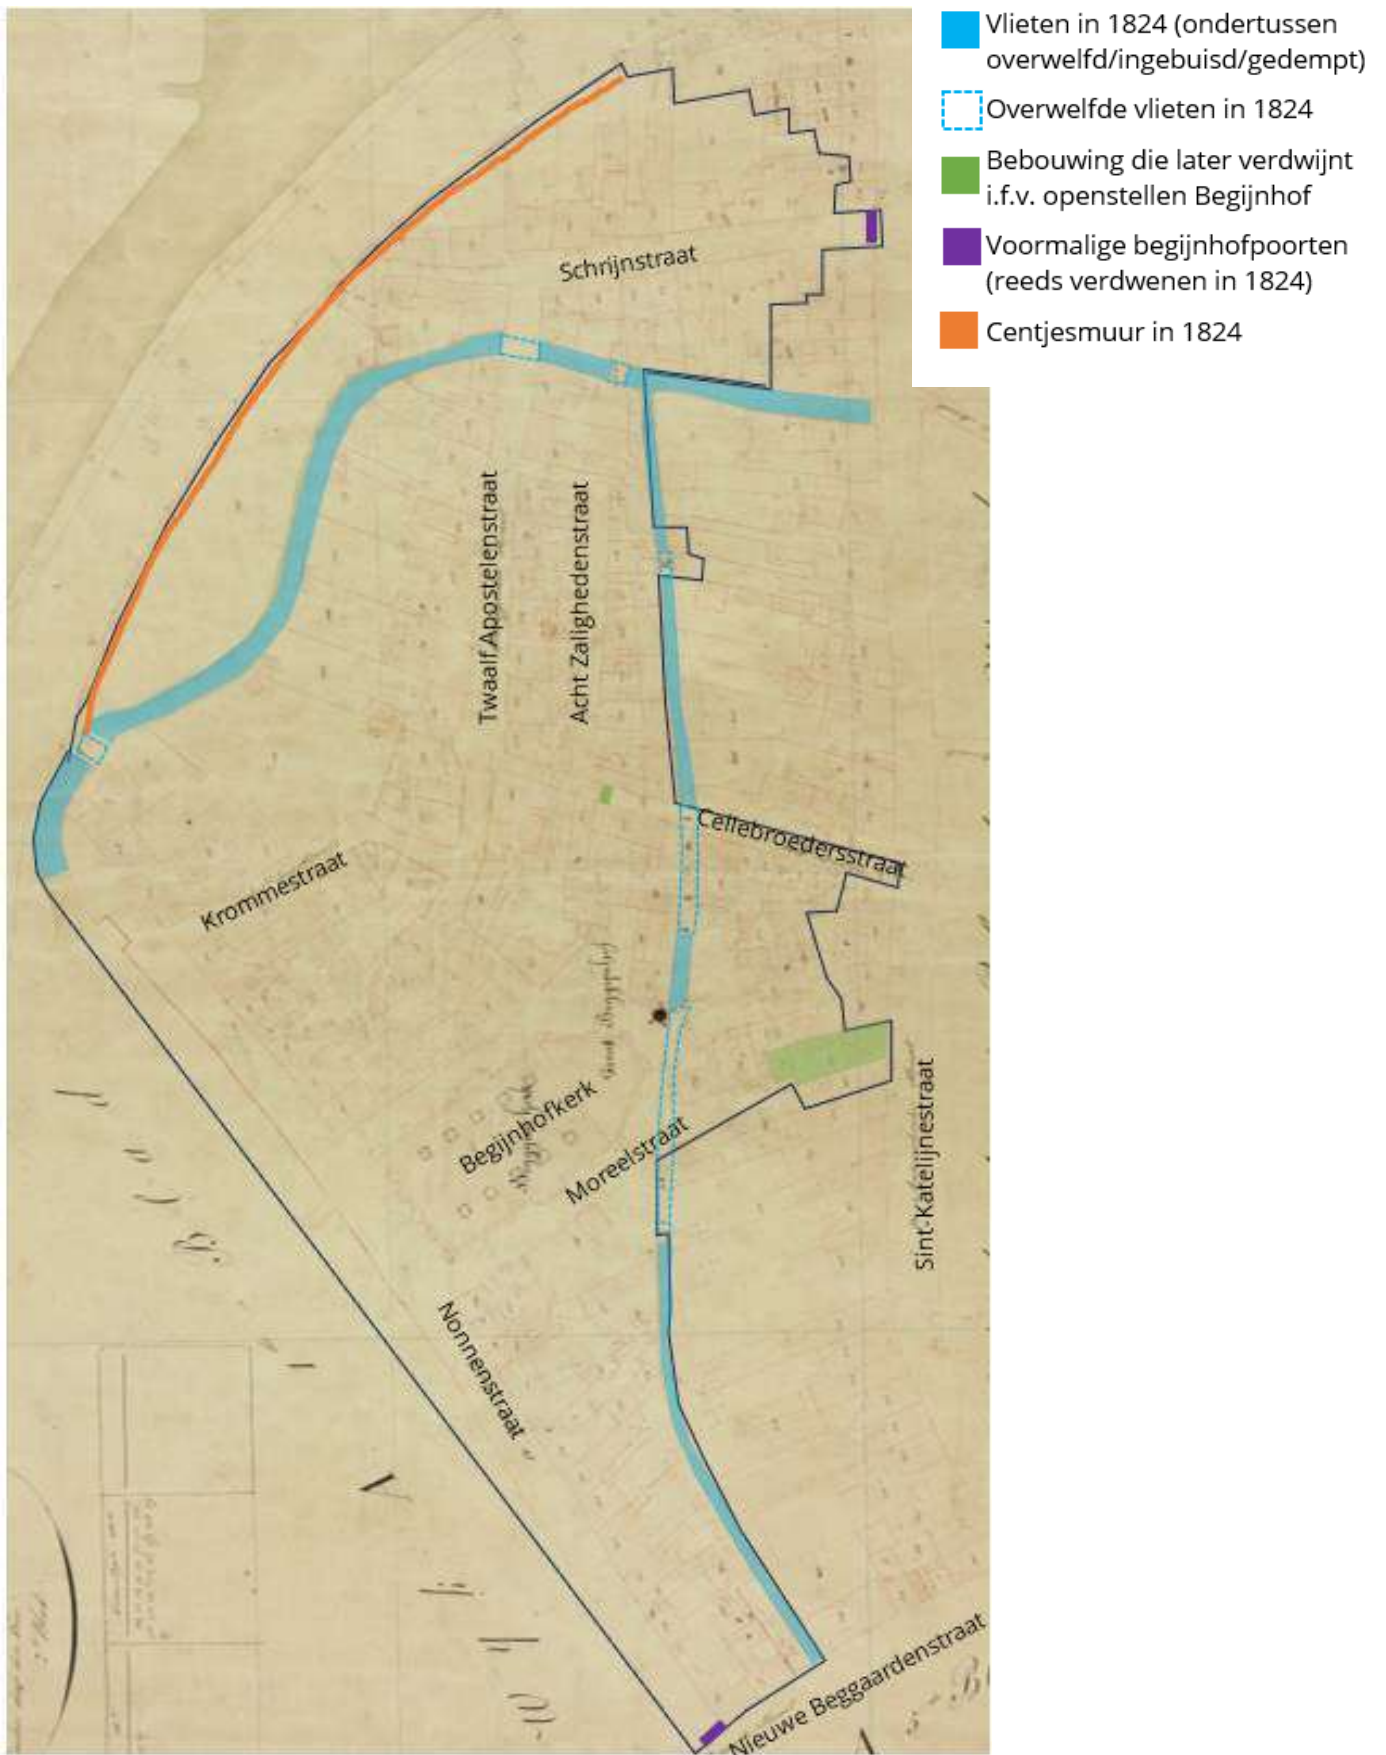 Vlieten in 1824 (ondertussen
overwelfd/ingebuisd/gedempt)
Overwelfde vlieten in 1824
Bebouwing die later verdwijnt
i.f.v. openstellen Begijnhof
Voormalige begijnhofpoorten
(reeds verdwenen in 1824)
Centjesmuur in 1824
Schrijnstraat
Twaalf Apostelenstraat
Acht Zalighedenstraat
Cellebroedersstraat
Krommestraat
Begijnhofkerk
Moreelstraat
Sint-Katelijnestraat
Nonnenstraat
Nieuwe Beggaardenstraat